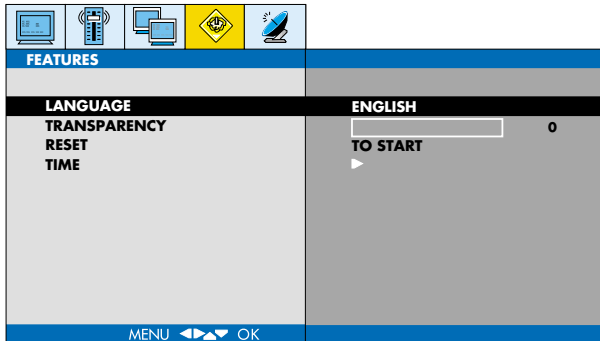 FEATURES
LANGUAGE ENGLISH
TRANSPARENCY 0
RESET TO START
TIME
MENU OK